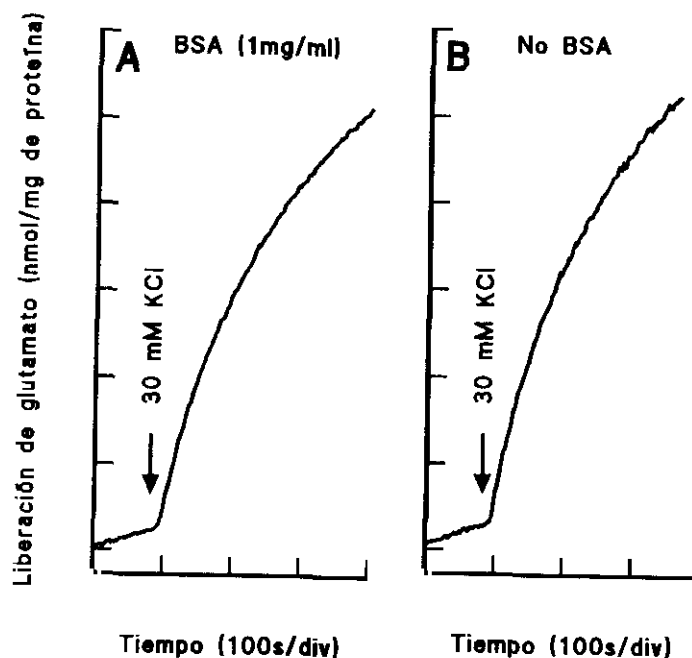 Liberación de glutamato (nmol/mg de proteína)
A
BSA (1mg/ml)
30 mM KCl
Tiempo (100s/div)
B
No BSA
30 mM KCl
Tiempo (100s/div)